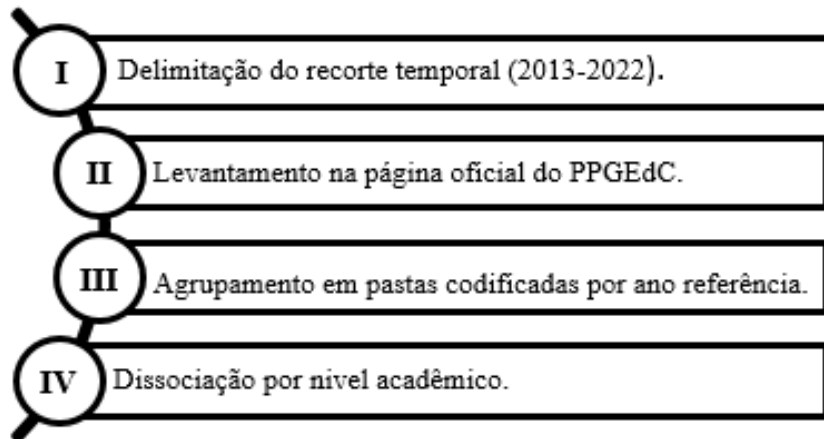 I Delimitação do recorte temporal (2013-2022).
II Levantamento na página oficial do PPGEdC.
III Agrupamento em pastas codificadas por ano referência.
IV Dissociação por nivel acadêmico.